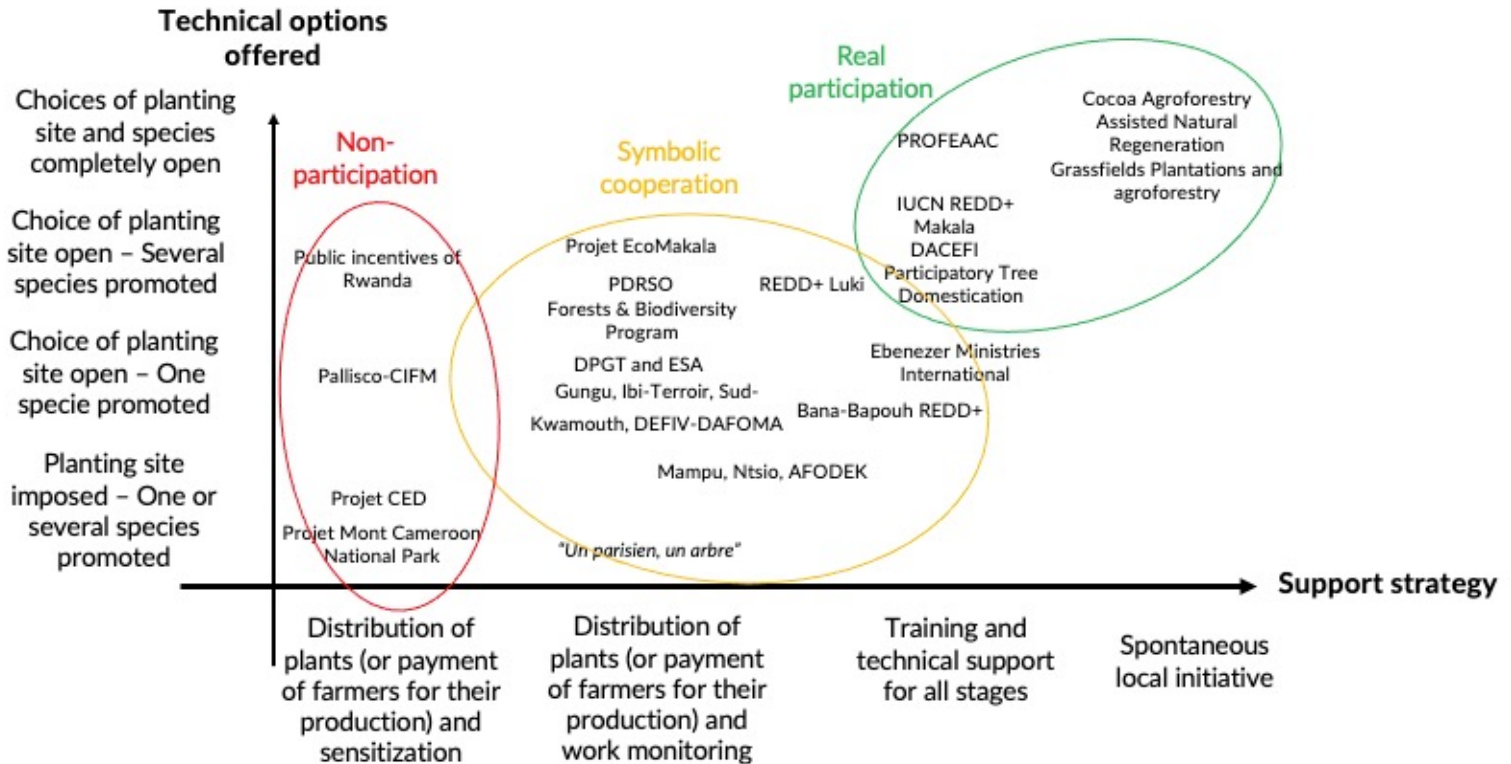 Technical options
offered
Choices of planting
site and species
completely open
Choice of planting
site open – Several
species promoted
Choice of planting
site open – One
specie promoted
Planting site
imposed – One or
several species
promoted
Non-
participation
Public incentives of
Rwanda
Pallisco-CIFM
Projet CED
Projet Mont Cameroon
National Park
Symbolic
cooperation
Projet EcoMakala
PDRSO
REDD+ Luki
Forests & Biodiversity
Program
DPGT and ESA
Gungu, Ibi-Terroir, Sud-
Kwamouth, DEFIV-DAFOMA
Ebenezer Ministries
International
Bana-Bapouh REDD+
Mampu, Ntsio, AFODEK
"Un parisien, un arbre"
Real
participation
PROFEAAC
IUCN REDD+
Makala
DACEFI
Participatory Tree
Domestication
Cocoa Agroforestry
Assisted Natural
Regeneration
Grassfields Plantations and
agroforestry
Support strategy
Distribution of
plants (or payment
of farmers for their
production) and
sensitization
Distribution of
plants (or payment
of farmers for their
production) and
work monitoring
Training and
technical support
for all stages
Spontaneous
local initiative